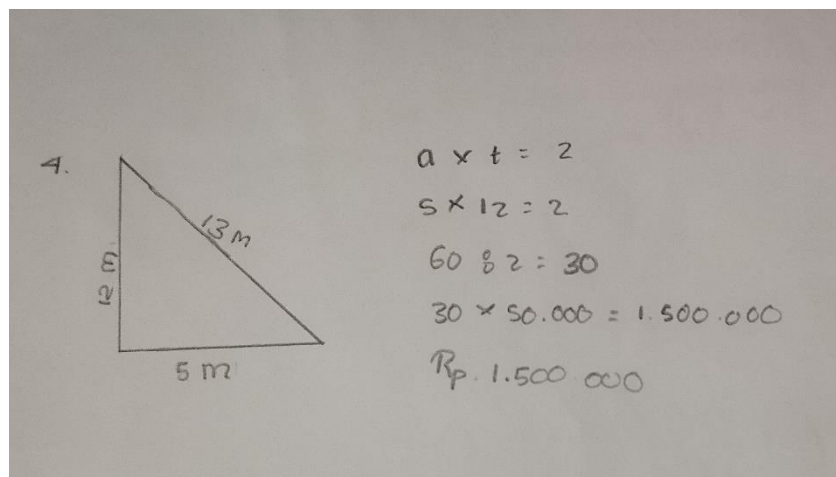 4.
13 m
12 m
5 m
a x t = 2
5 x 12 = 2
60 : 2 = 30
30 x 50.000 = 1.500.000
Rp. 1.500 000